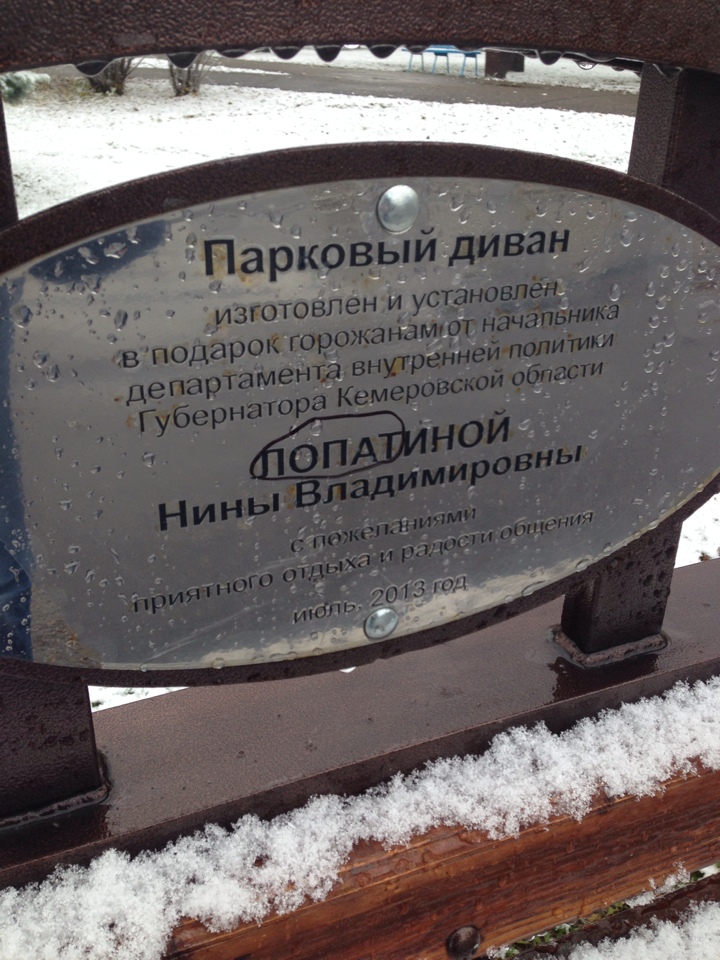 Парковый диван
изготовлен и установлен
в подарок горожанам от начальника
департамента внутренней политики
Губернатора Кемеровской области
ЛОПАТИНОЙ
Нины Владимировны
с пожеланиями
приятного отдыха и радости общения
июль, 2013 год